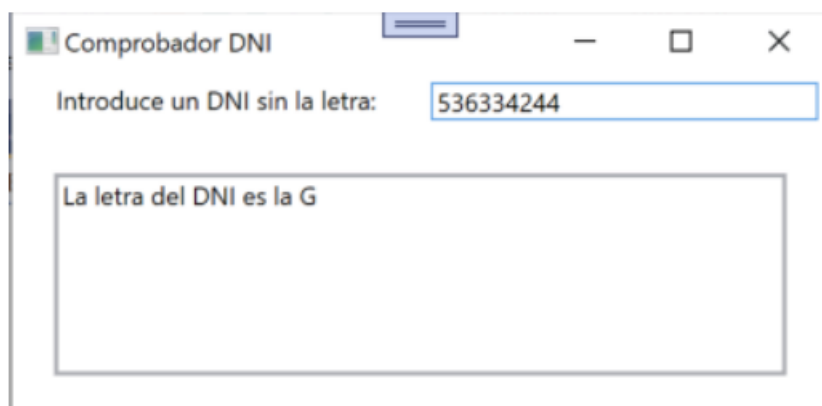 Comprobador DNI
Introduce un DNI sin la letra: 536334244
La letra del DNI es la G